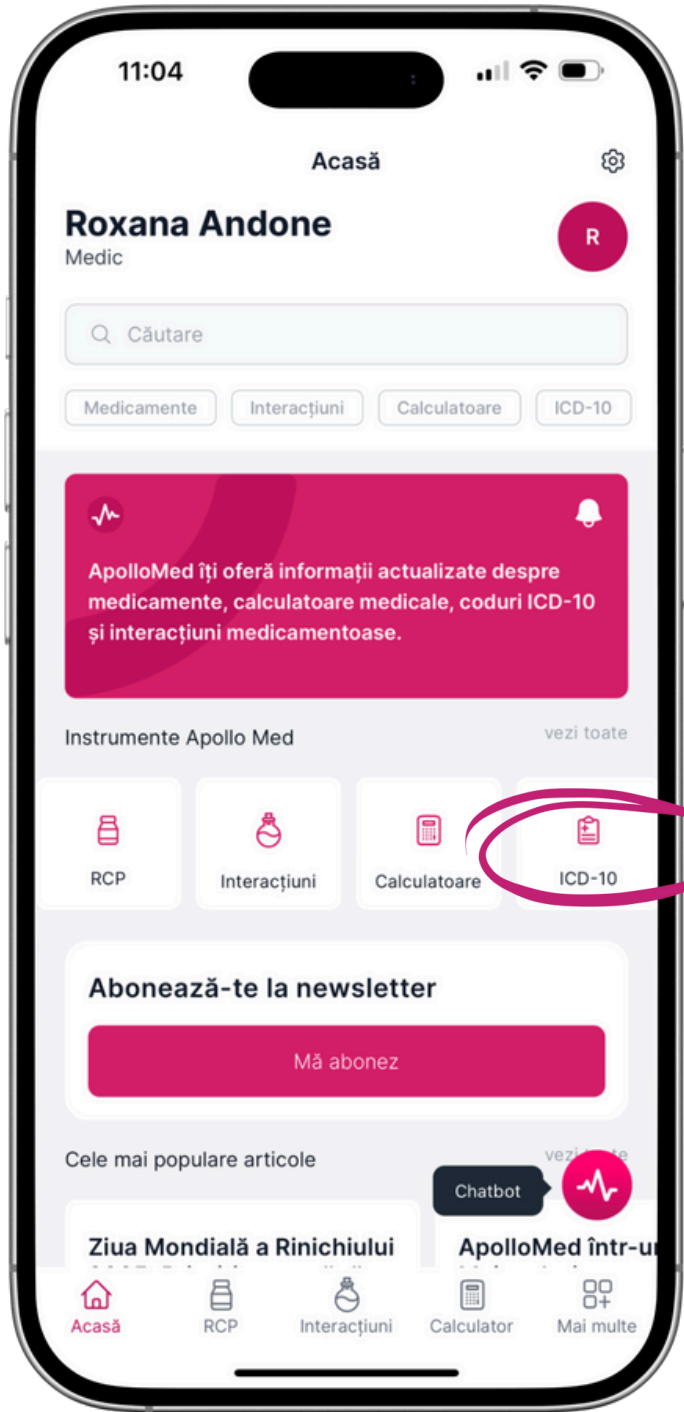 11:04
Acasă
Roxana Andone
R
Medic
Căutare
Medicamente
Interacțiuni
Calculatoare
ICD-10
ApolloMed îți oferă informații actualizate despre
medicamente, calculatoare medicale, coduri ICD-10
și interacțiuni medicamentoase.
Instrumente Apollo Med
vezi toate
RCP
Interacțiuni
Calculatoare
ICD-10
Abonează-te la newsletter
Mă abonez
Cele mai populare articole
vezi
Chatbot
Ziua Mondială a Rinichiului
ApolloMed într-un
Acasă
RCP
Interacțiuni
Calculator
Mai multe